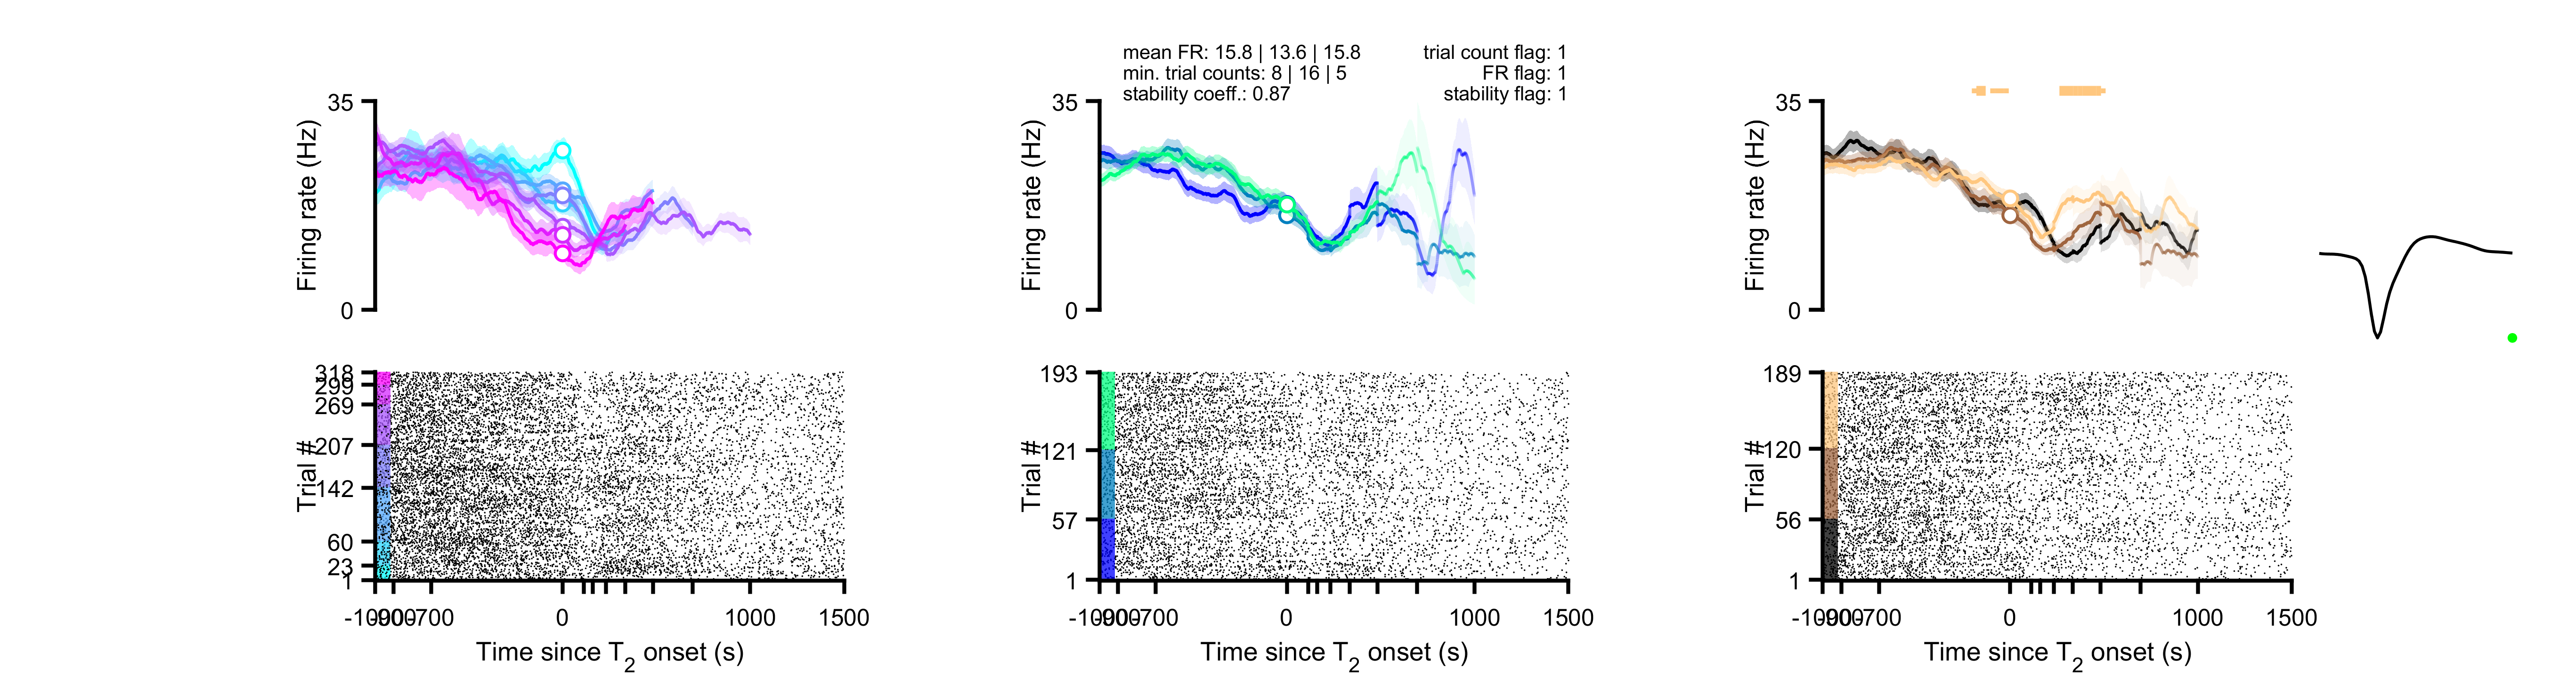 mean FR: 15.8 | 13.6 | 15.8
min. trial counts: 8 | 16 | 5
stability coeff.: 0.87
trial count flag: 1
FR flag: 1
stability flag: 1
35
Firing rate (Hz)
0
35
Firing rate (Hz)
0
35
Firing rate (Hz)
0
318
299
269
207
142
60
23
1
Trial #
0
1000
1500
Time since T2 onset (s)
193
121
57
1
Trial #
0
1000
1500
Time since T2 onset (s)
189
120
56
1
Trial #
0
1000
1500
Time since T2 onset (s)